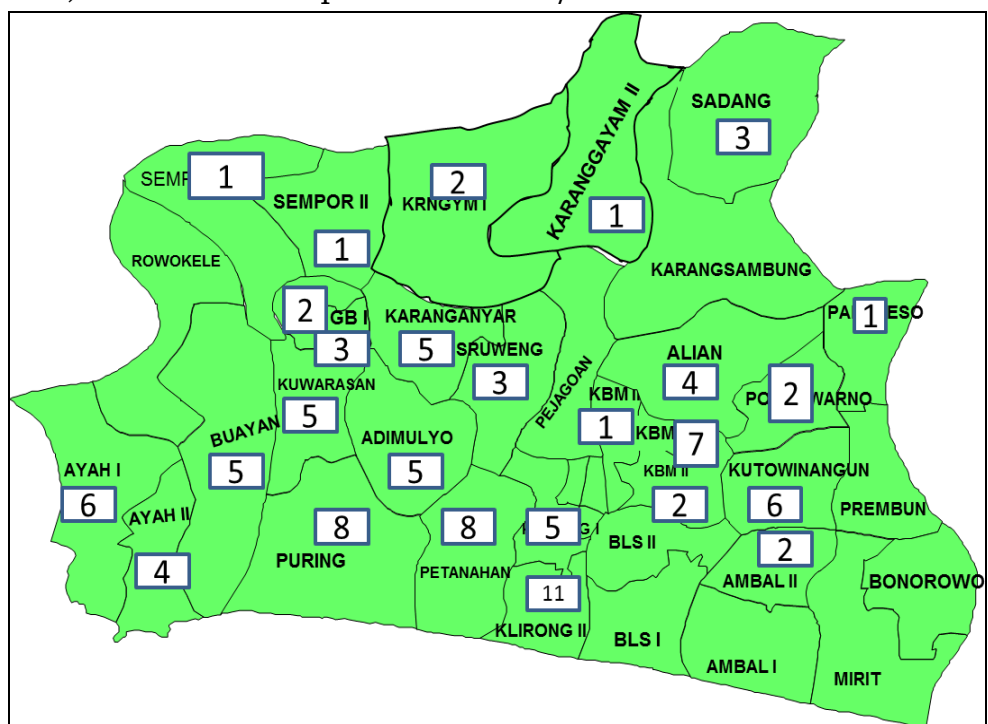 SADANG
3
KARANGGAYAM II
1
2
KRNGYM I
SEMP
1
SEMPOR II
1
ROWOKELE
KARANGSAMBUNG
2
GB I
3
KARANGANYAR
5
SRUWENG
3
PEJAGOAN
ALIAN
4
1
2
KUWARASAN
5
BUAYAN
5
ADIMULYO
5
KBM II
1
KBM
7
KBM II
2
KUTOWINANGUN
6
PREMBUN
AYAH I
6
AYAH II
4
PURING
8
8
PETANAHAN
5
11
KLIRONG II
BLS II
BLS I
2
AMBAL II
AMBAL I
BONOROWO
MIRIT